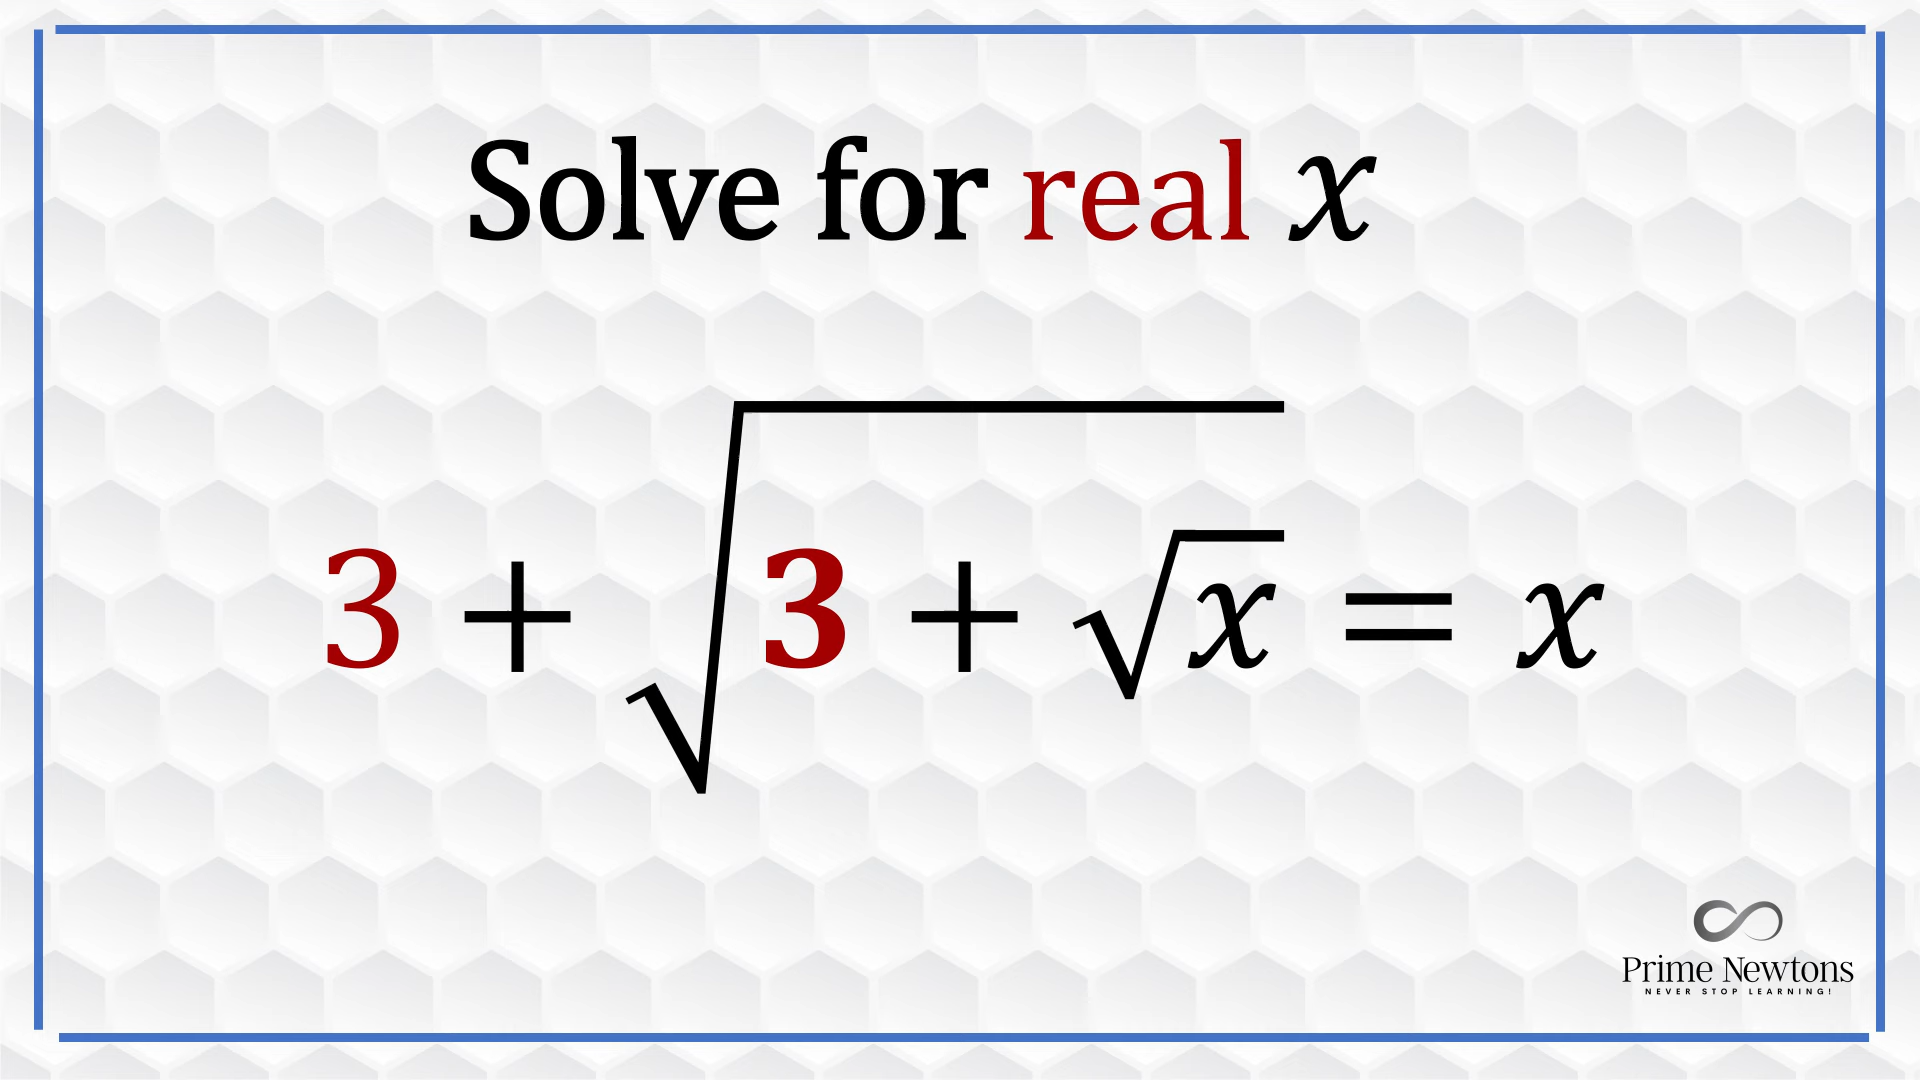 Solve for real x
3 + √(3 + √x) = x
Prime Newtons
NEVER STOP LEARNING!